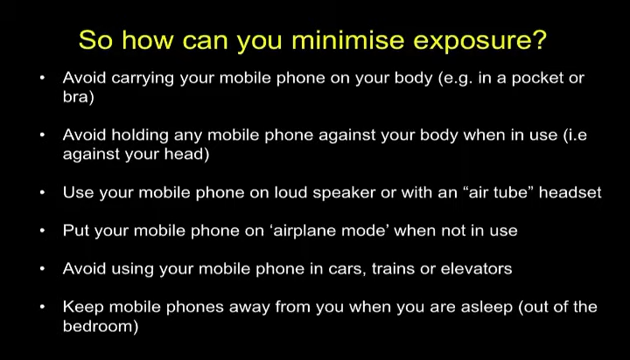 So how can you minimise exposure?
• Avoid carrying your mobile phone on your body (e.g. in a pocket or
bra)
• Avoid holding any mobile phone against your body when in use (i.e
against your head)
• Use your mobile phone on loud speaker or with an “air tube” headset
• Put your mobile phone on ‘airplane mode’ when not in use
• Avoid using your mobile phone in cars, trains or elevators
• Keep mobile phones away from you when you are asleep (out of the
bedroom)